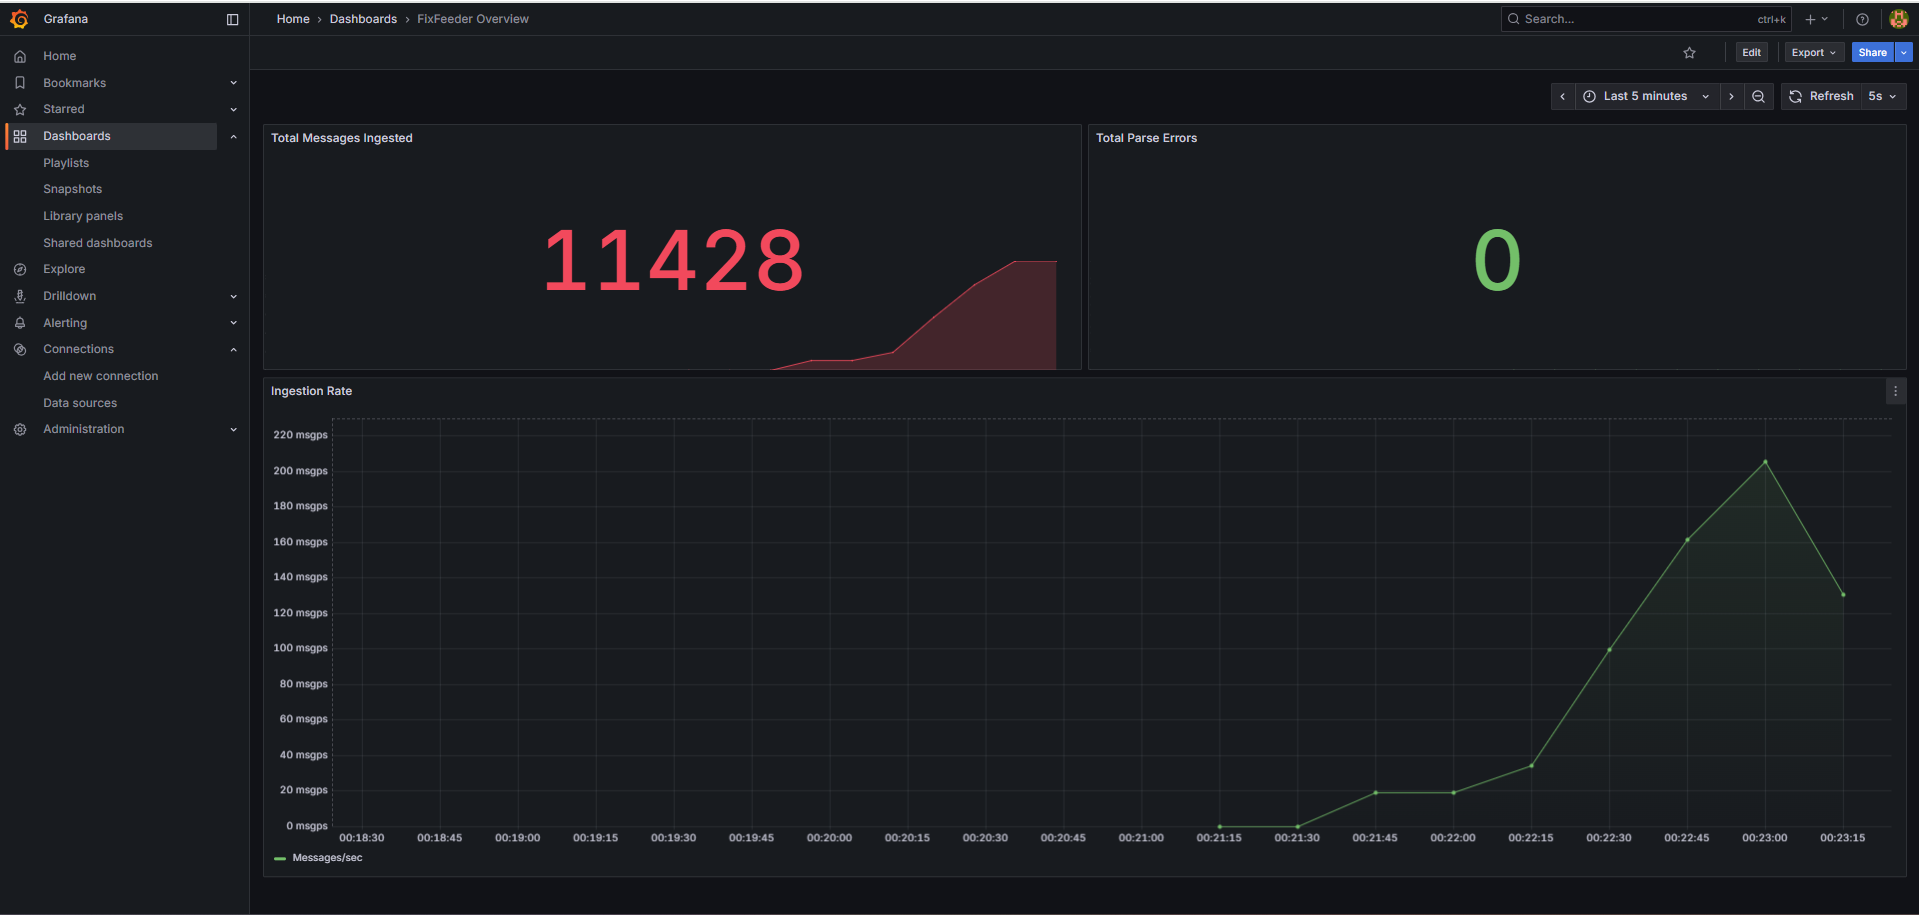 Grafana
Home › Dashboards › FixFeeder Overview
Search...
ctrl+k
Edit
Export
Share
Home
Bookmarks
Starred
Dashboards
Playlists
Snapshots
Library panels
Shared dashboards
Explore
Drilldown
Alerting
Connections
Add new connection
Data sources
Administration
Last 5 minutes
Refresh
5s
Total Messages Ingested
11428
Total Parse Errors
0
Ingestion Rate
220 msgps
200 msgps
180 msgps
160 msgps
140 msgps
120 msgps
100 msgps
80 msgps
60 msgps
40 msgps
20 msgps
0 msgps
00:18:30 00:18:45 00:19:00 00:19:15 00:19:30 00:19:45 00:20:00 00:20:15 00:20:30 00:20:45 00:21:00 00:21:15 00:21:30 00:21:45 00:22:00 00:22:15 00:22:30 00:22:45 00:23:00 00:23:15
Messages/sec